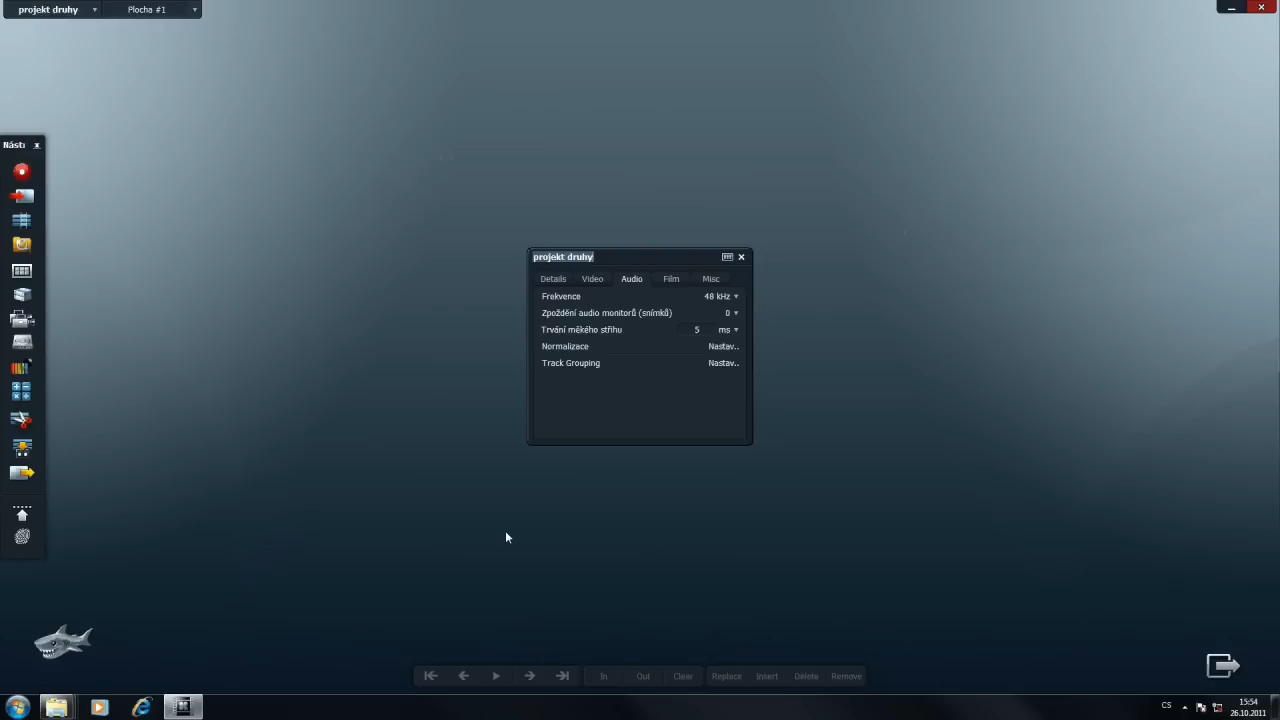 projekt druhy
Plocha #1
Nástr
projekt druhy
Details Video Audio Film Misc
Frekvence 48 kHz
Zpoždění audio monitorů (snímků) 0
Trvání měkého střihu 5 ms
Normalizace Nastav..
Track Grouping Nastav..
In Out Clear Replace Insert Delete Remove
CS
15:54
26.10.2011